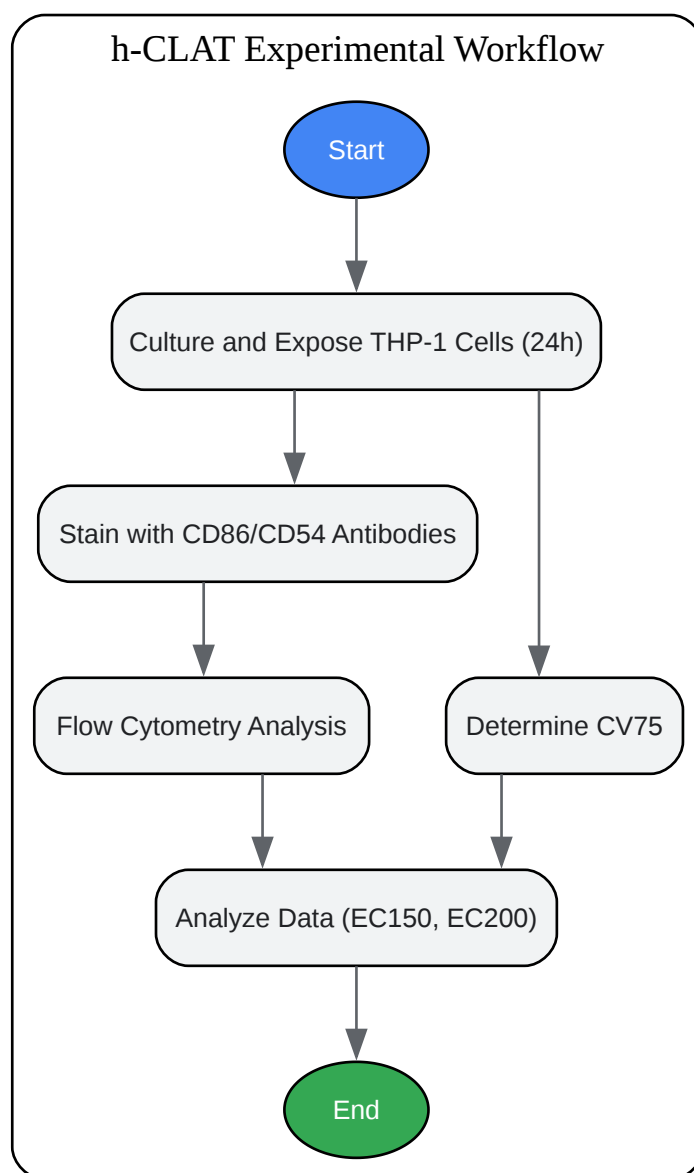 h-CLAT Experimental Workflow
Start
Culture and Expose THP-1 Cells (24h)
Stain with CD86/CD54 Antibodies
Flow Cytometry Analysis
Determine CV75
Analyze Data (EC150, EC200)
End